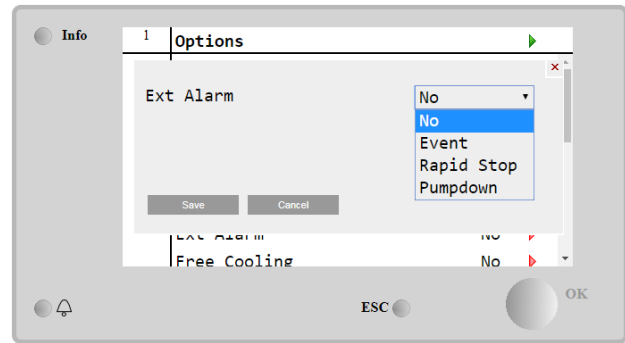 Info
1 Options
×
Ext Alarm No
No
Event
Rapid Stop
Pumpdown
Save Cancel
Ext Alarm No
Free Cooling No
ESC
OK